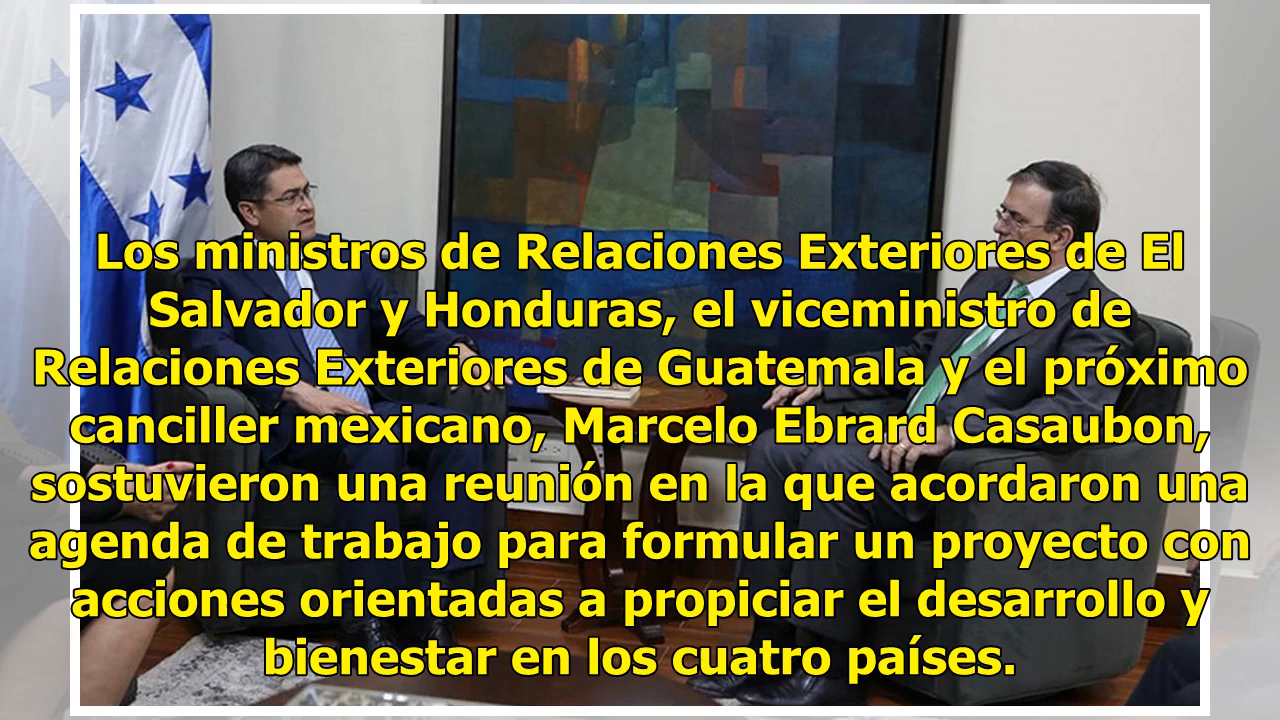 Los ministros de Relaciones Exteriores de El
Salvador y Honduras, el viceministro de
Relaciones Exteriores de Guatemala y el próximo
canciller mexicano, Marcelo Ebrard Casaubon,
sostuvieron una reunión en la que acordaron una
agenda de trabajo para formular un proyecto con
acciones orientadas a propiciar el desarrollo y
bienestar en los cuatro países.